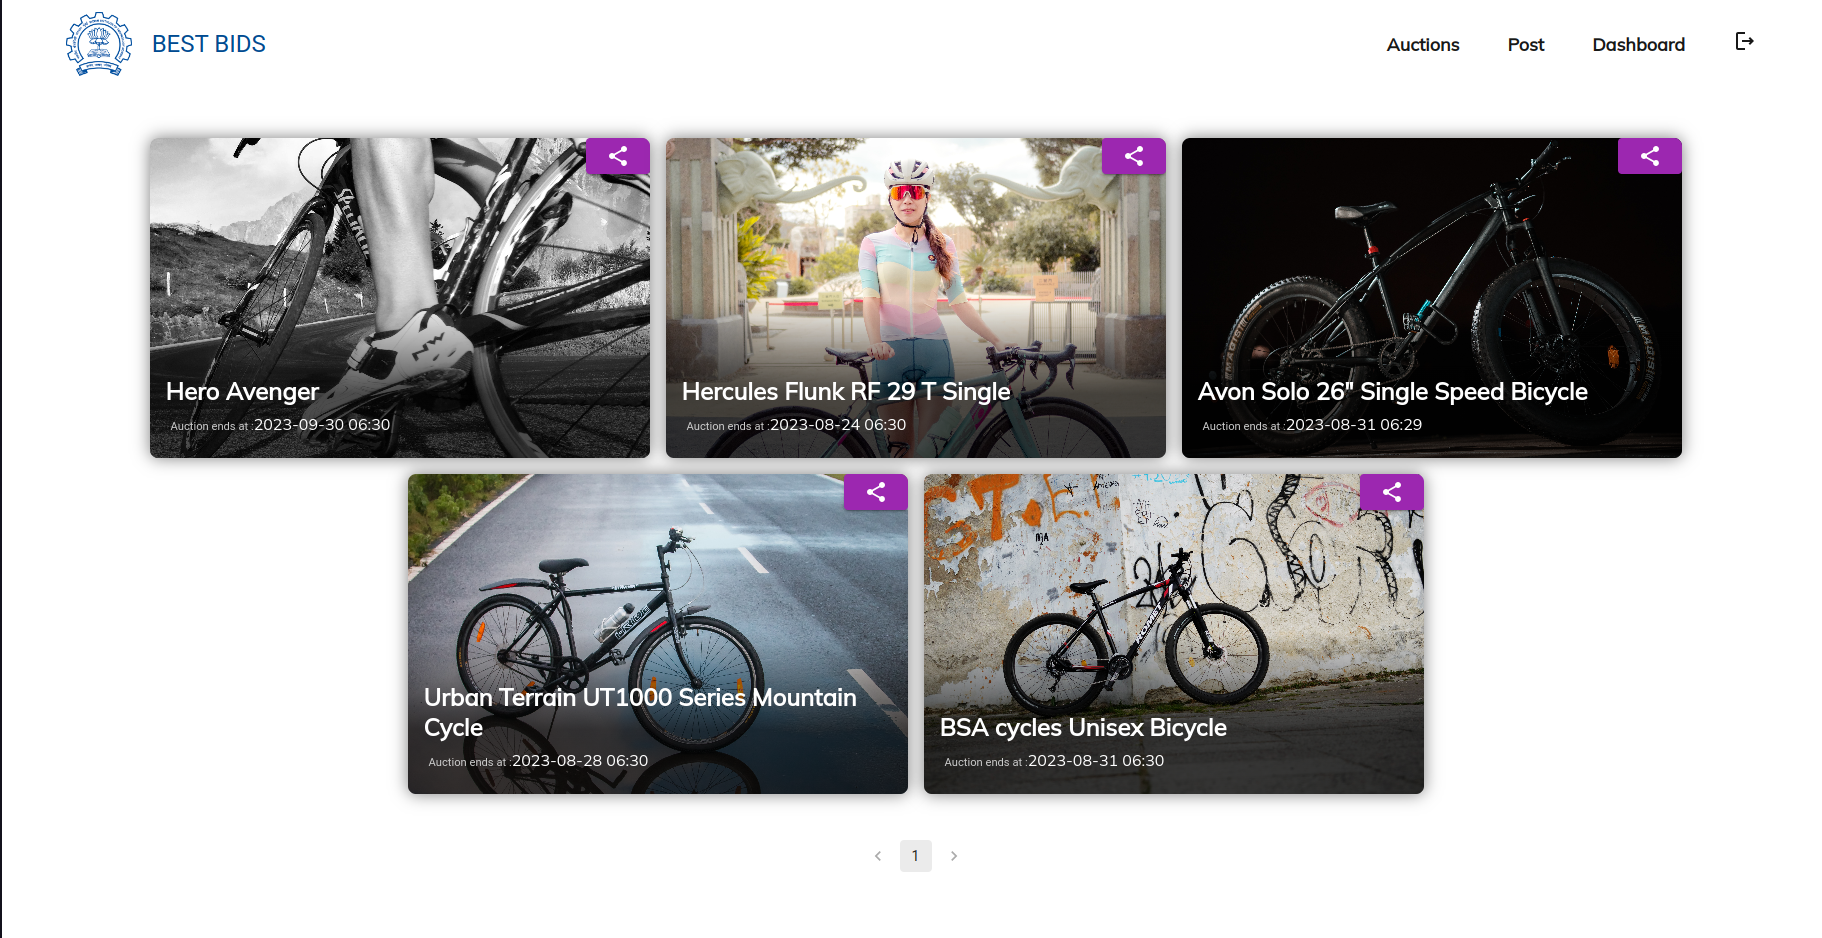 BEST BIDS
Auctions
Post
Dashboard
Hero Avenger
Auction ends at :2023-09-30 06:30
Hercules Flunk RF 29 T Single
Auction ends at :2023-08-24 06:30
Avon Solo 26" Single Speed Bicycle
Auction ends at :2023-08-31 06:29
Urban Terrain UT1000 Series Mountain
Cycle
Auction ends at :2023-08-28 06:30
ROMET
BSA cycles Unisex Bicycle
Auction ends at :2023-08-31 06:30
1